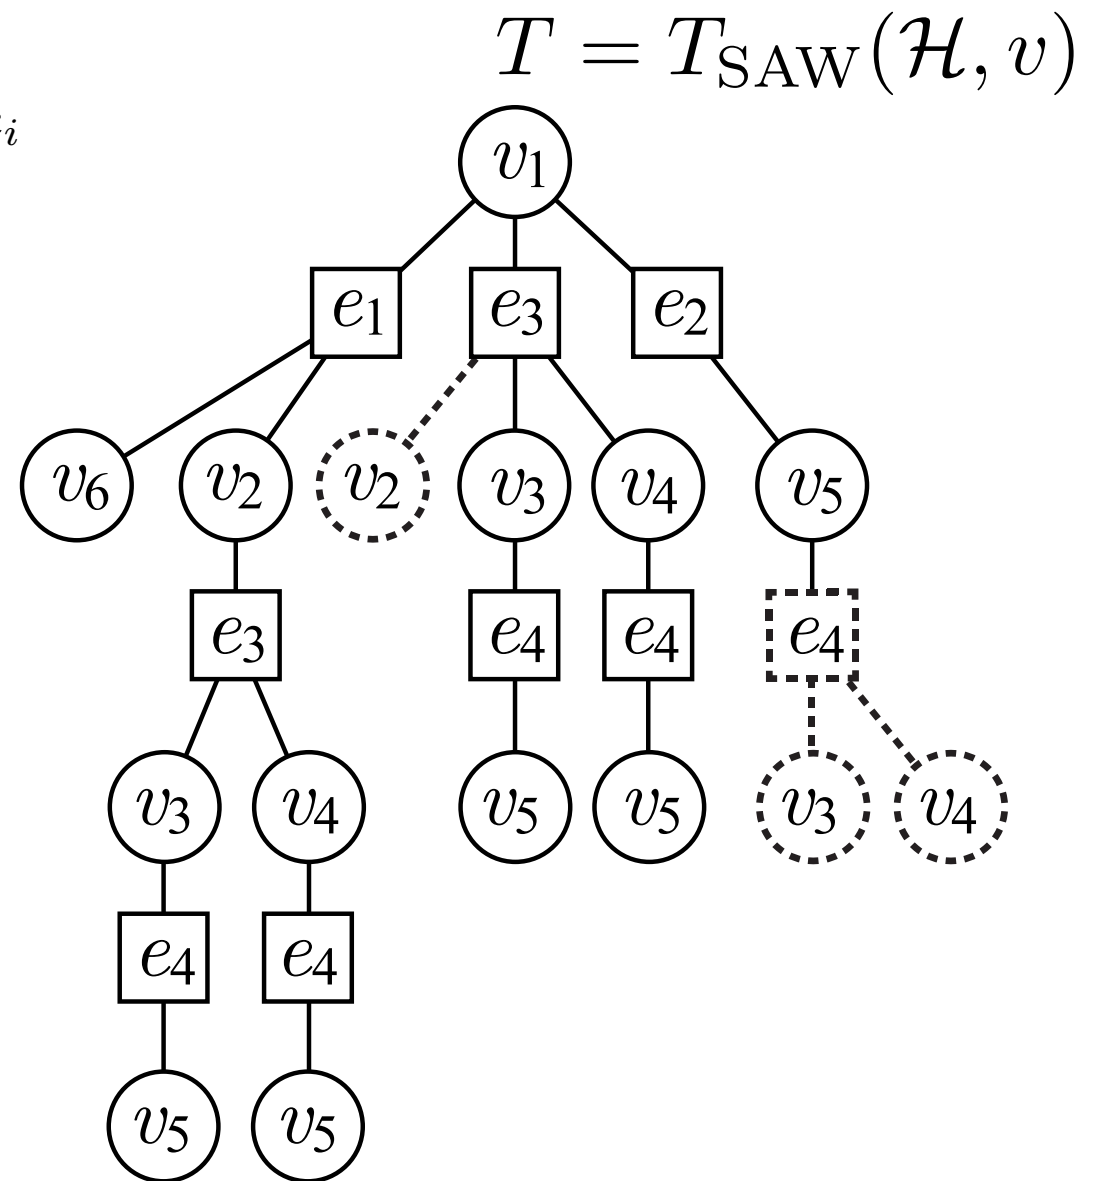 T = T_SAW(ℋ, v)
i
v₁
e₁ e₃ e₂
v₆ v₂ v₂ v₃ v₄ v₅
e₃ e₄ e₄ e₄
v₃ v₄ v₅ v₅ v₃ v₄
e₄ e₄
v₅ v₅